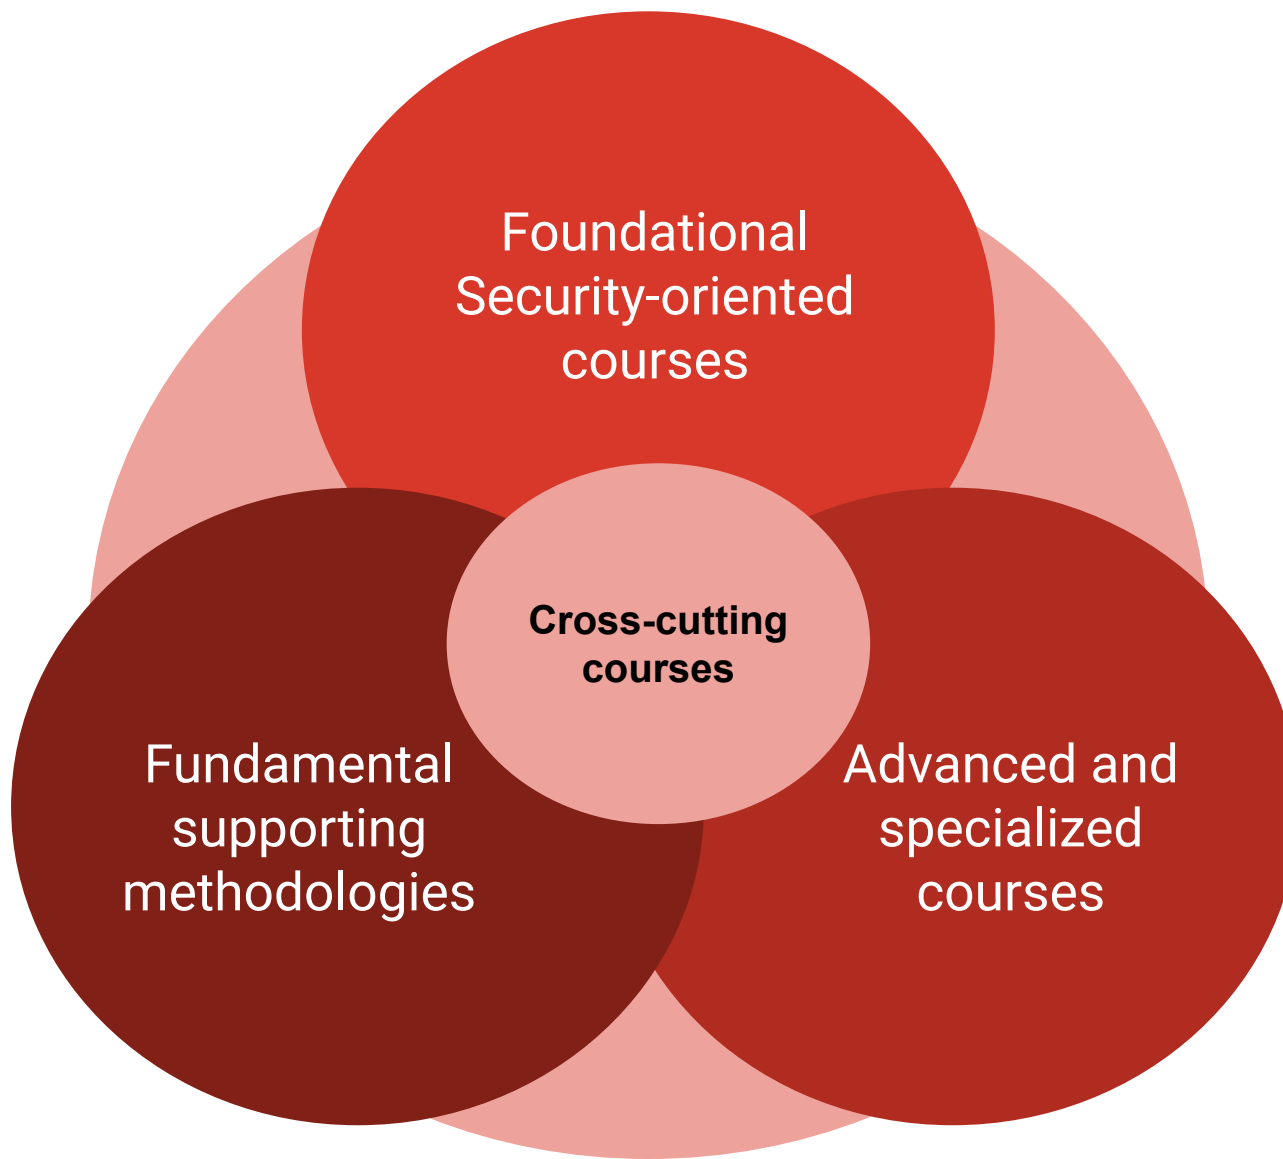 Foundational
Security-oriented
courses
Cross-cutting
courses
Fundamental
supporting
methodologies
Advanced and
specialized
courses